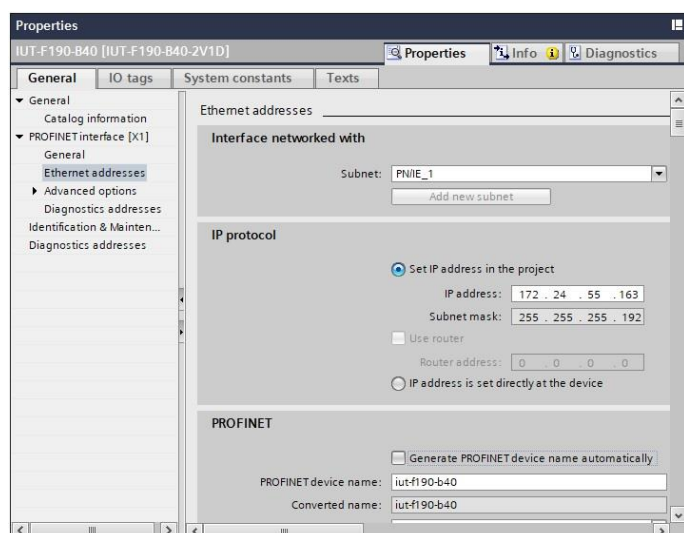 Properties
IUT-F190-B40 [IUT-F190-B40-2V1D]
Properties
Info
Diagnostics
General
IO tags
System constants
Texts
General
Catalog information
PROFINET interface [X1]
General
Ethernet addresses
Advanced options
Diagnostics addresses
Identification & Mainten...
Diagnostics addresses
Ethernet addresses
Interface networked with
Subnet: PN/IE_1
Add new subnet
IP protocol
Set IP address in the project
IP address: 172 . 24 . 55 . 163
Subnet mask: 255 . 255 . 255 . 192
Use router
Router address: 0 . 0 . 0 . 0
IP address is set directly at the device
PROFINET
Generate PROFINET device name automatically
PROFINET device name: iut-f190-b40
Converted name: iut-f190-b40